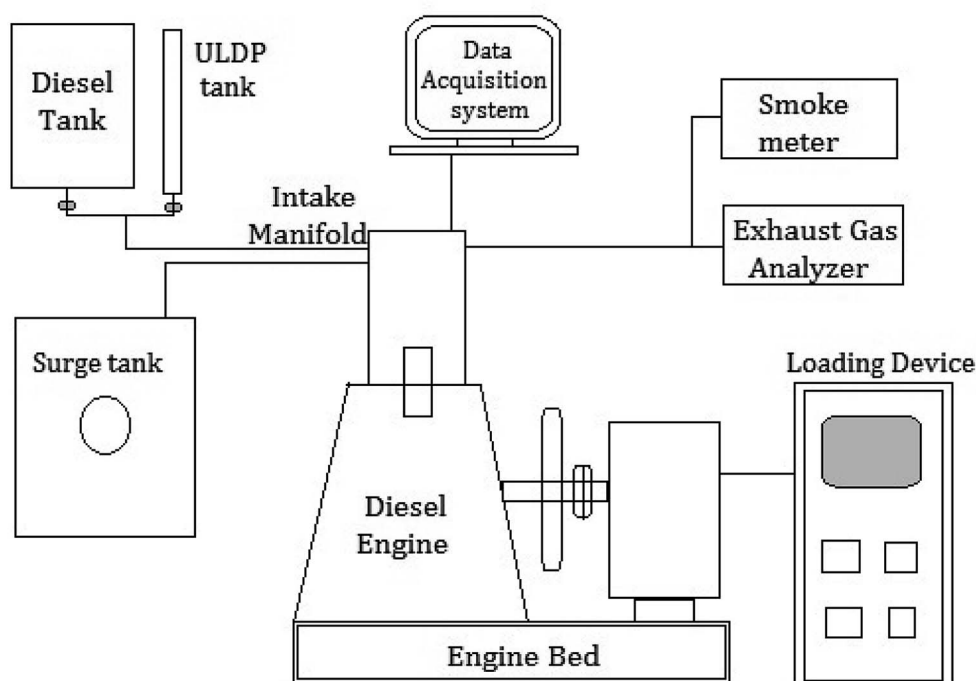 Diesel
Tank
ULDP
tank
Data
Acquisition
system
Smoke
meter
Intake
Manifold
Exhaust Gas
Analyzer
Surge tank
Loading Device
Diesel
Engine
Engine Bed